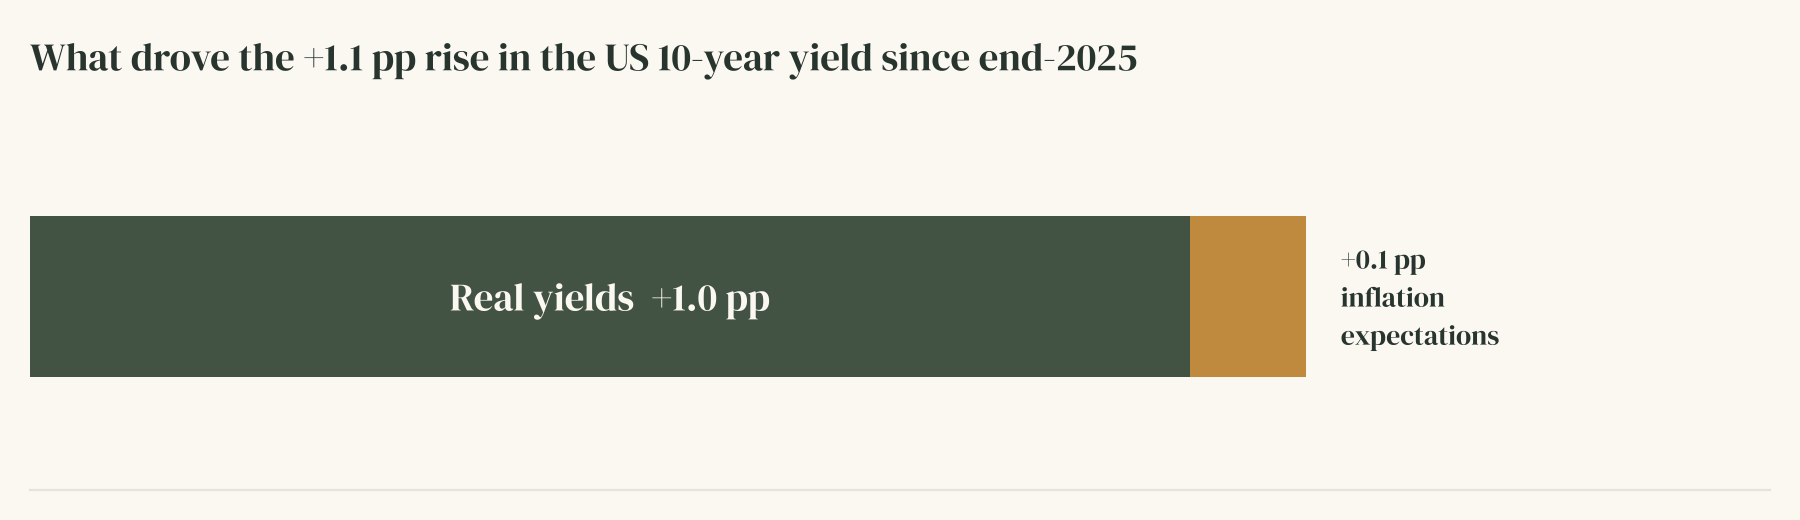 What drove the +1.1 pp rise in the US 10-year yield since end-2025
Real yields +1.0 pp
+0.1 pp
inflation
expectations